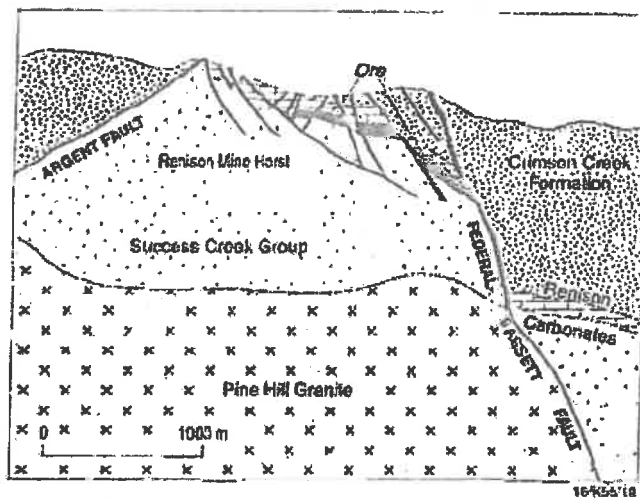 Ore
ARGENT FAULT
Renison Mine Horst
Crimson Creek
Formation
Success Creek Group
FEDERAL
BASSETT
FAULT
Renison
Carbonates
Pine Hill Granite
0
1000 m